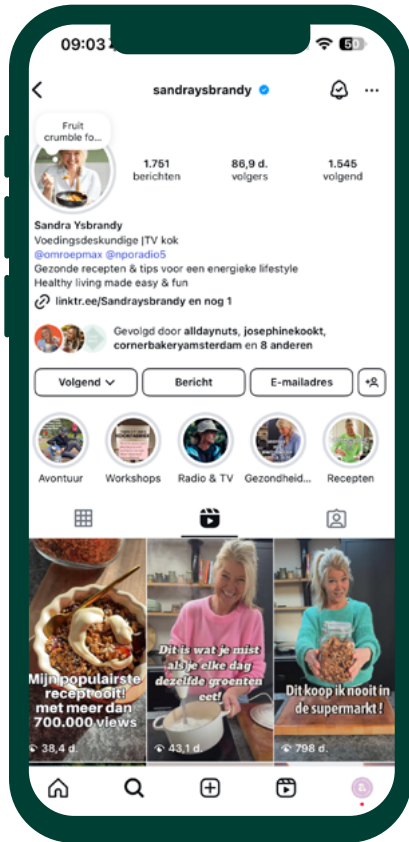 09:03
50
sandraysbrandy
Fruit
crumble fo...
1.751
berichten
86,9 d.
volgers
1.545
volgend
Sandra Ysbrandy
Voedingsdeskundige |TV kok
@omroepmax @nporadio5
Gezonde recepten & tips voor een energieke lifestyle
Healthy living made easy & fun
linktr.ee/Sandraysbrandy en nog 1
Gevolgd door alldaynuts, josephinekookt,
cornerbakeryamsterdam en 8 anderen
Volgend
Bericht
E-mailadres
Avontuur
Workshops
Radio & TV
Gezondheid...
Recepten
Mijn populairste
recept ooit!
met meer dan
700.000 views
38,4 d.
Dit is wat je mist
als je elke dag
dezelfde groenten
eet!
43,1 d.
Dit koop ik nooit in
de supermarkt !
798 d.